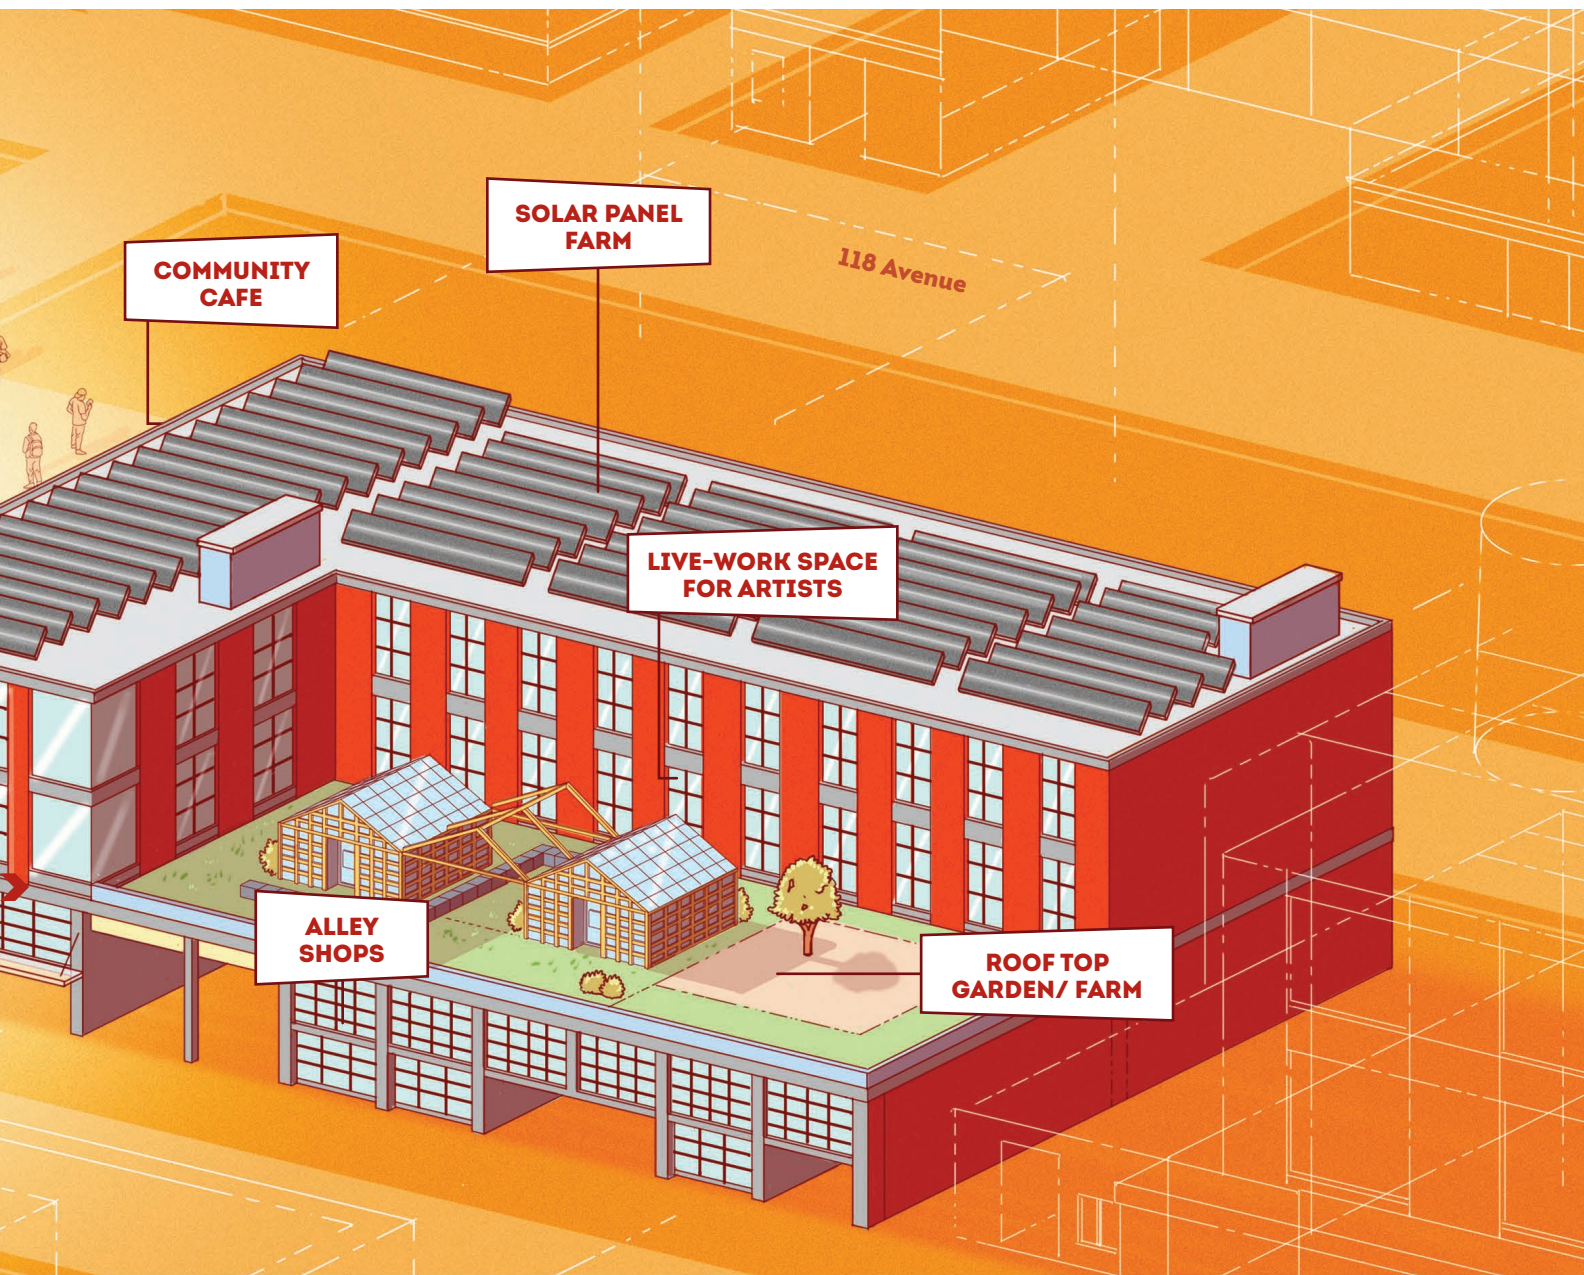 SOLAR PANEL
FARM
118 Avenue
COMMUNITY
CAFE
LIVE-WORK SPACE
FOR ARTISTS
ALLEY
SHOPS
ROOF TOP
GARDEN/ FARM